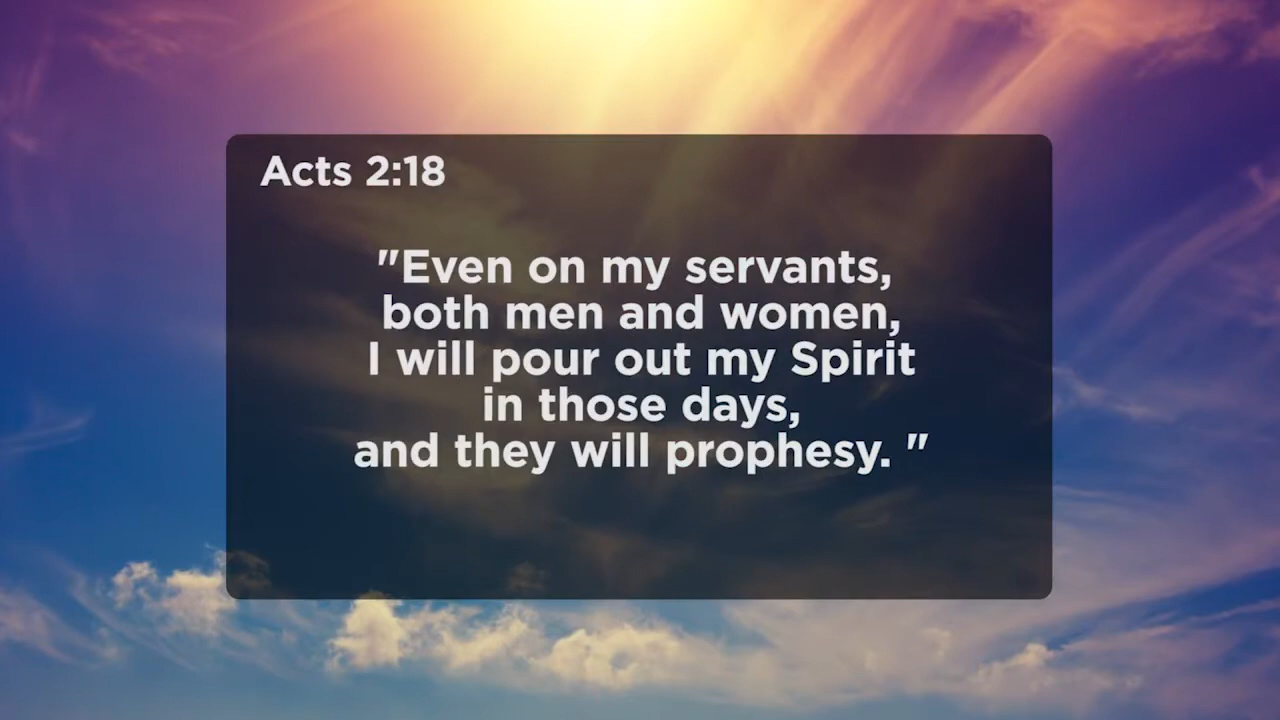 Acts 2:18
"Even on my servants,
both men and women,
I will pour out my Spirit
in those days,
and they will prophesy. "